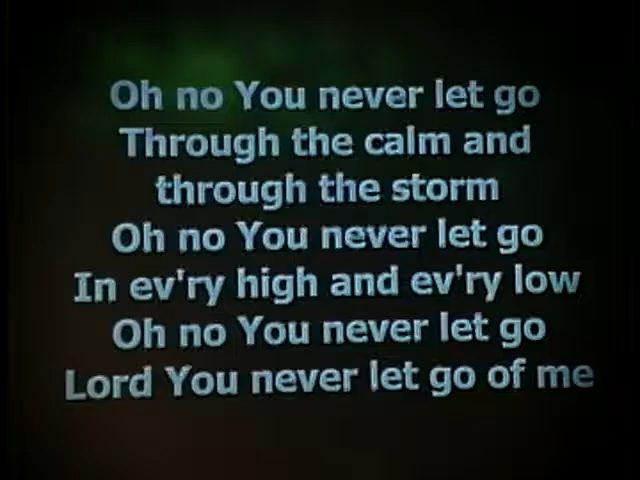 Oh no You never let go
Through the calm and
through the storm
Oh no You never let go
In ev'ry high and ev'ry low
Oh no You never let go
Lord You never let go of me